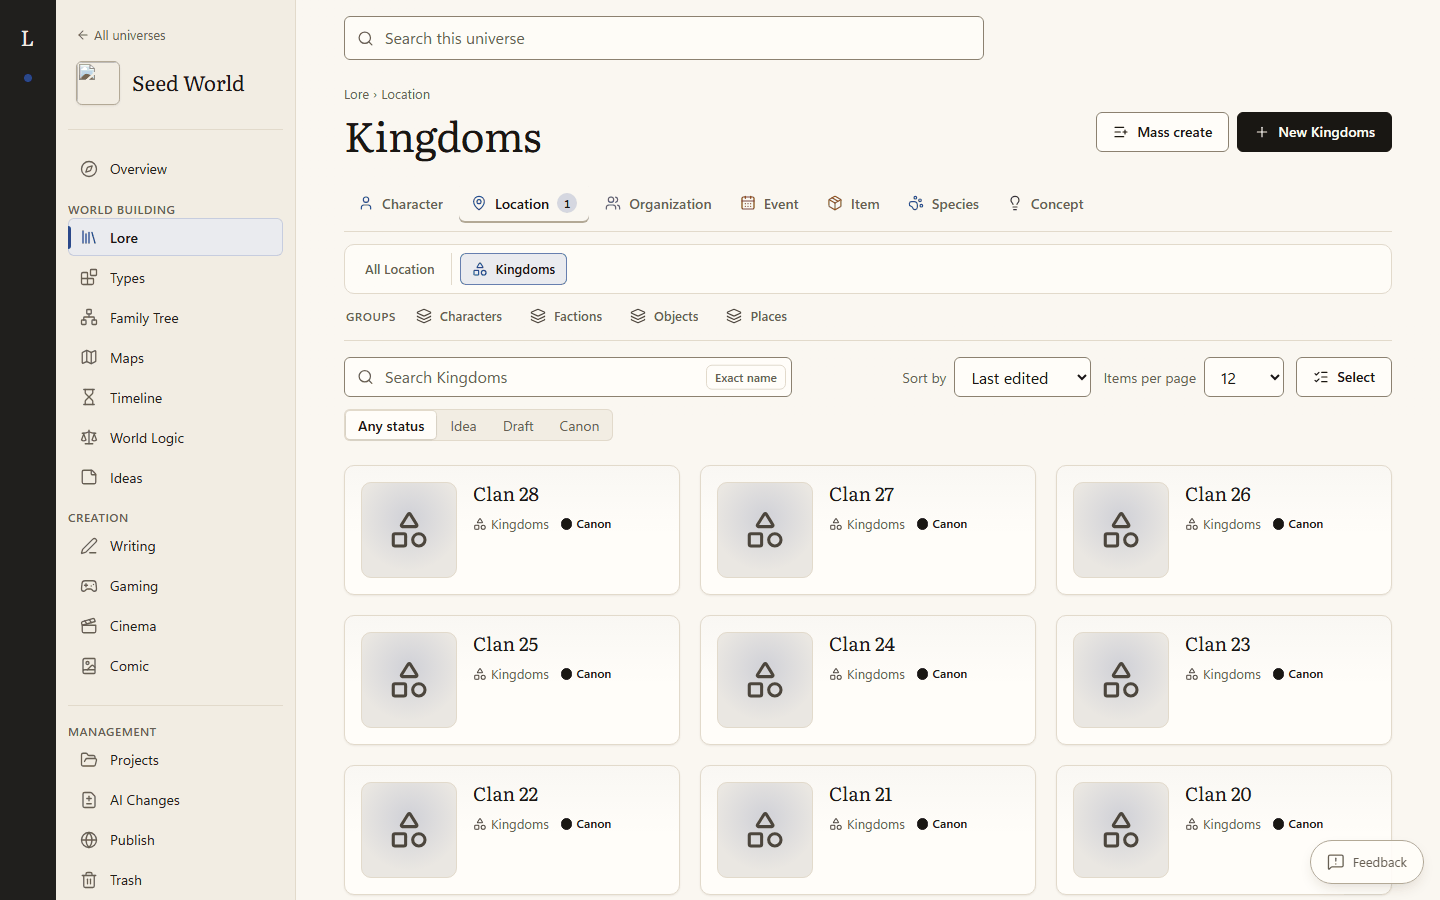 L
All universes
Seed World
Overview
WORLD BUILDING
Lore
Types
Family Tree
Maps
Timeline
World Logic
Ideas
CREATION
Writing
Gaming
Cinema
Comic
MANAGEMENT
Projects
AI Changes
Publish
Trash
Search this universe
Lore › Location
Kingdoms
Mass create
New Kingdoms
Character Location 1 Organization Event Item Species Concept
All Location Kingdoms
GROUPS Characters Factions Objects Places
Search Kingdoms Exact name Sort by Last edited Items per page 12 Select
Any status Idea Draft Canon
Clan 28
Kingdoms Canon
Clan 27
Kingdoms Canon
Clan 26
Kingdoms Canon
Clan 25
Kingdoms Canon
Clan 24
Kingdoms Canon
Clan 23
Kingdoms Canon
Clan 22
Kingdoms Canon
Clan 21
Kingdoms Canon
Clan 20
Kingdoms Canon
Feedback